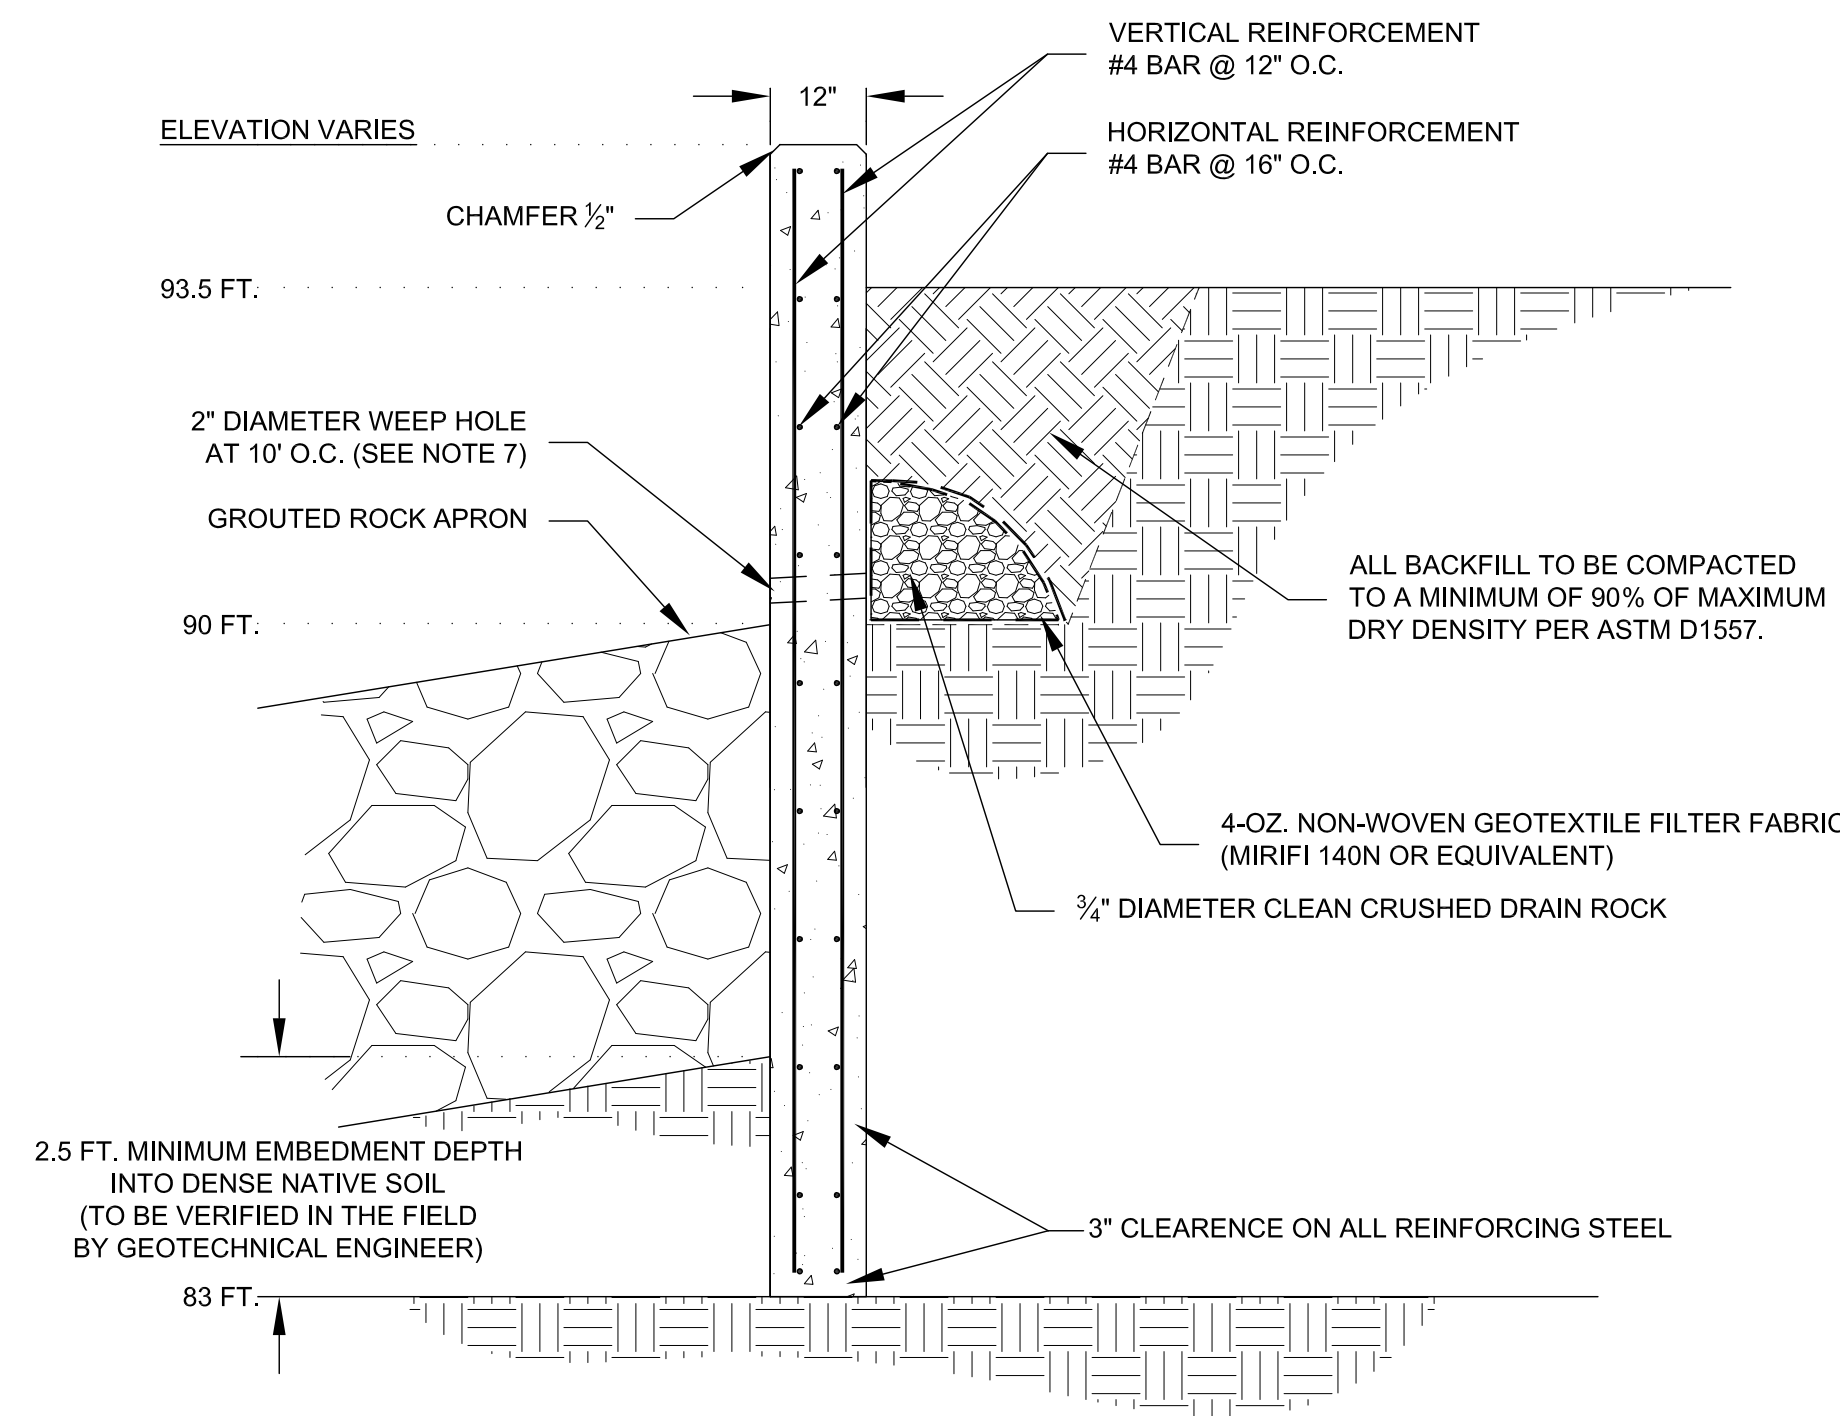 VERTICAL REINFORCEMENT
#4 BAR @ 12" O.C.
12"
ELEVATION VARIES
HORIZONTAL REINFORCEMENT
#4 BAR @ 16" O.C.
CHAMFER ½"
93.5 FT.
2" DIAMETER WEEP HOLE
AT 10' O.C. (SEE NOTE 7)
GROUTED ROCK APRON
90 FT.
ALL BACKFILL TO BE COMPACTED
TO A MINIMUM OF 90% OF MAXIMUM
DRY DENSITY PER ASTM D1557.
4-OZ. NON-WOVEN GEOTEXTILE FILTER FABRIC
(MIRIFI 140N OR EQUIVALENT)
¾" DIAMETER CLEAN CRUSHED DRAIN ROCK
2.5 FT. MINIMUM EMBEDMENT DEPTH
INTO DENSE NATIVE SOIL
(TO BE VERIFIED IN THE FIELD
BY GEOTECHNICAL ENGINEER)
3" CLEARENCE ON ALL REINFORCING STEEL
83 FT.